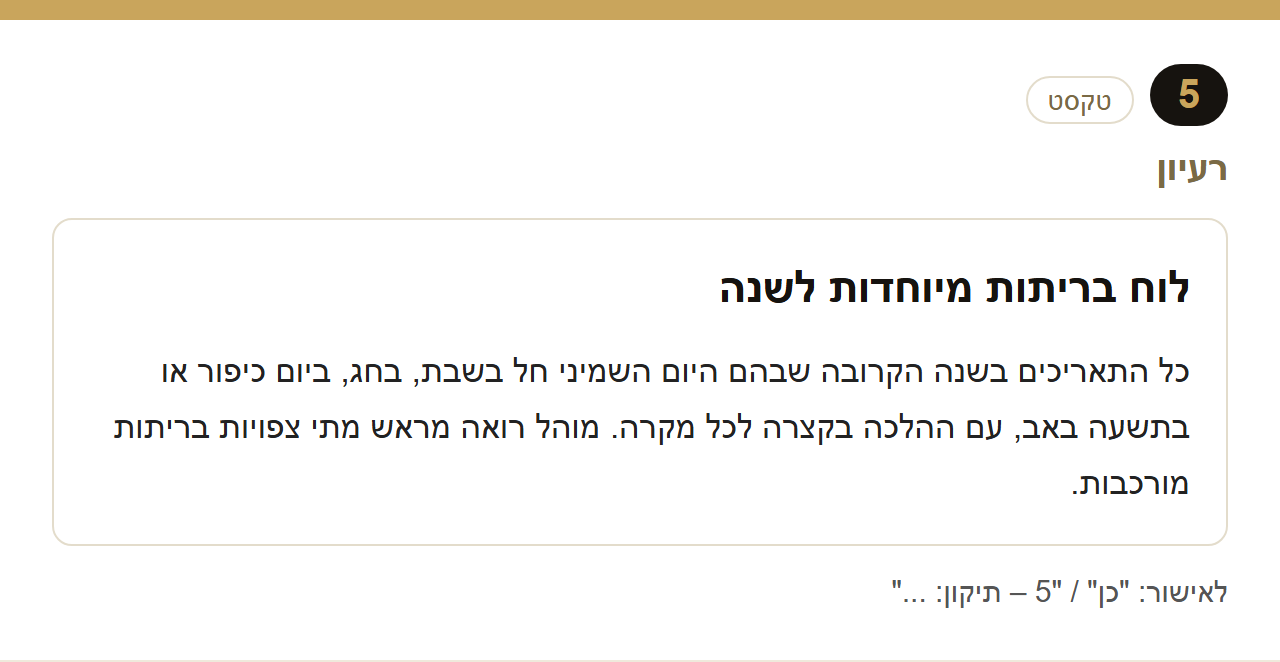 5
טקסט
רעיון
לוח בריתות מיוחדות לשנה
כל התאריכים בשנה הקרובה שבהם היום השמיני חל בשבת, בחג, ביום כיפור או
בתשעה באב, עם ההלכה בקצרה לכל מקרה. מוהל רואה מראש מתי צפויות בריתות
מורכבות.
לאישור: "כן" / "5 – תיקון: ..."